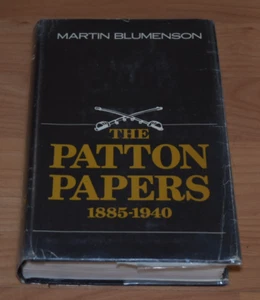 MARTIN BLUMENSON
THE
PATTON
PAPERS
1885-1940